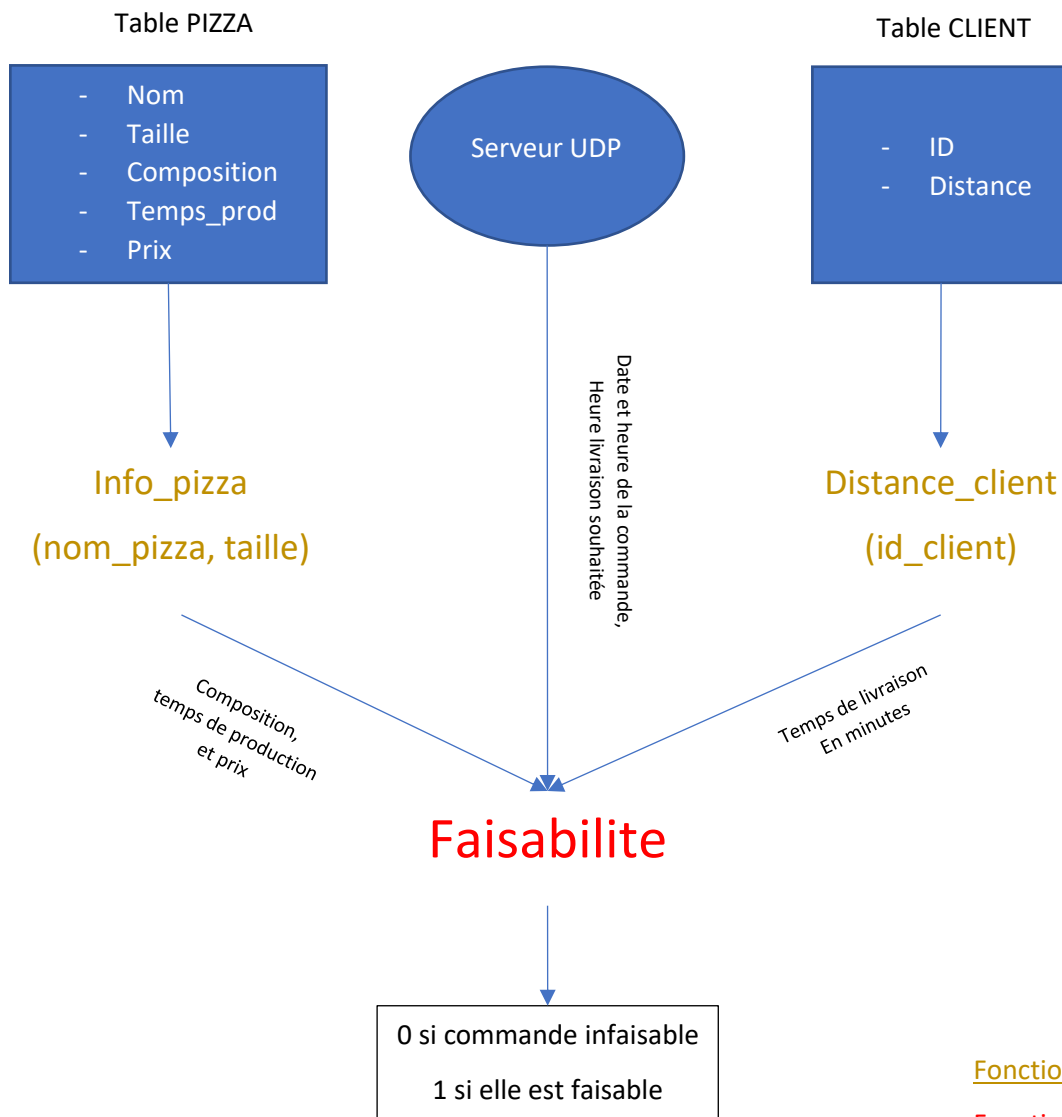 Table PIZZA
- Nom
- Taille
- Composition
- Temps_prod
- Prix
Serveur UDP
Table CLIENT
- ID
- Distance
Date et heure de la commande,
Heure livraison souhaitée
Info_pizza
(nom_pizza, taille)
Distance_client
(id_client)
Composition,
temps de production
et prix
Temps de livraison
En minutes
Faisabilite
0 si commande infaisable
1 si elle est faisable
Fonctio